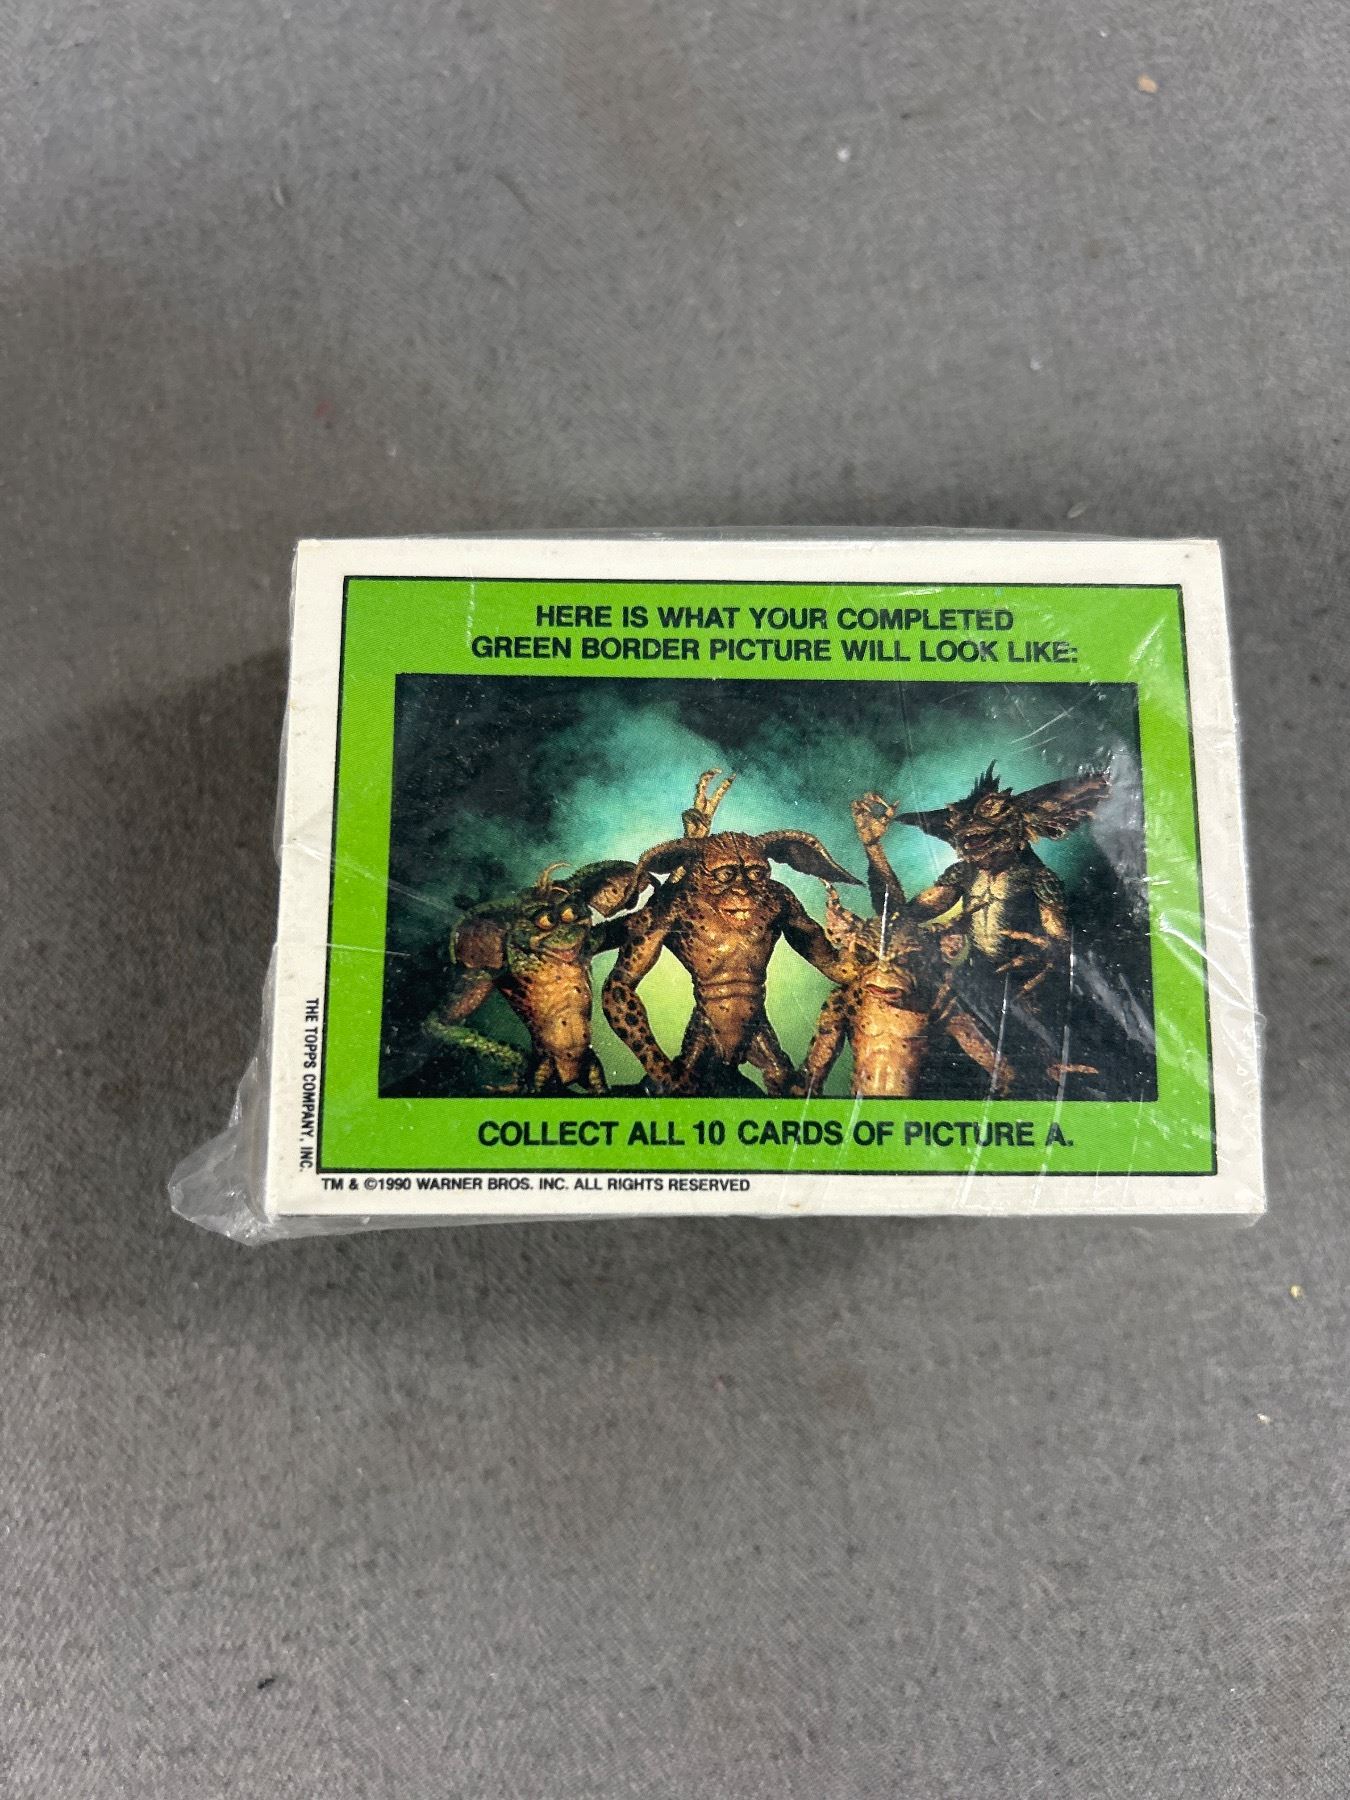 HERE IS WHAT YOUR COMPLETED
GREEN BORDER PICTURE WILL LOOK LIKE:
COLLECT ALL 10 CARDS OF PICTURE A.
THE TOPPS COMPANY, INC.
TM & ©1990 WARNER BROS. INC. ALL RIGHTS RESERVED